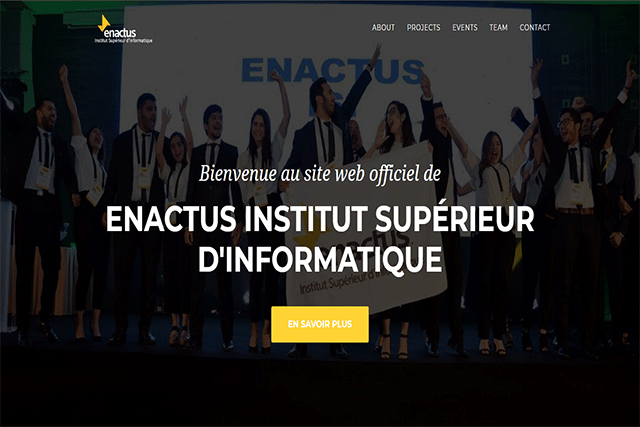 enactus
Institut Supérieur d'Informatique
ABOUT
PROJECTS
EVENTS
TEAM
CONTACT
ENACTUS
Bienvenue au site web officiel de
ENACTUS INSTITUT SUPÉRIEUR
D'INFORMATIQUE
enactus
Institut Supérieur d'Info
EN SAVOIR PLUS